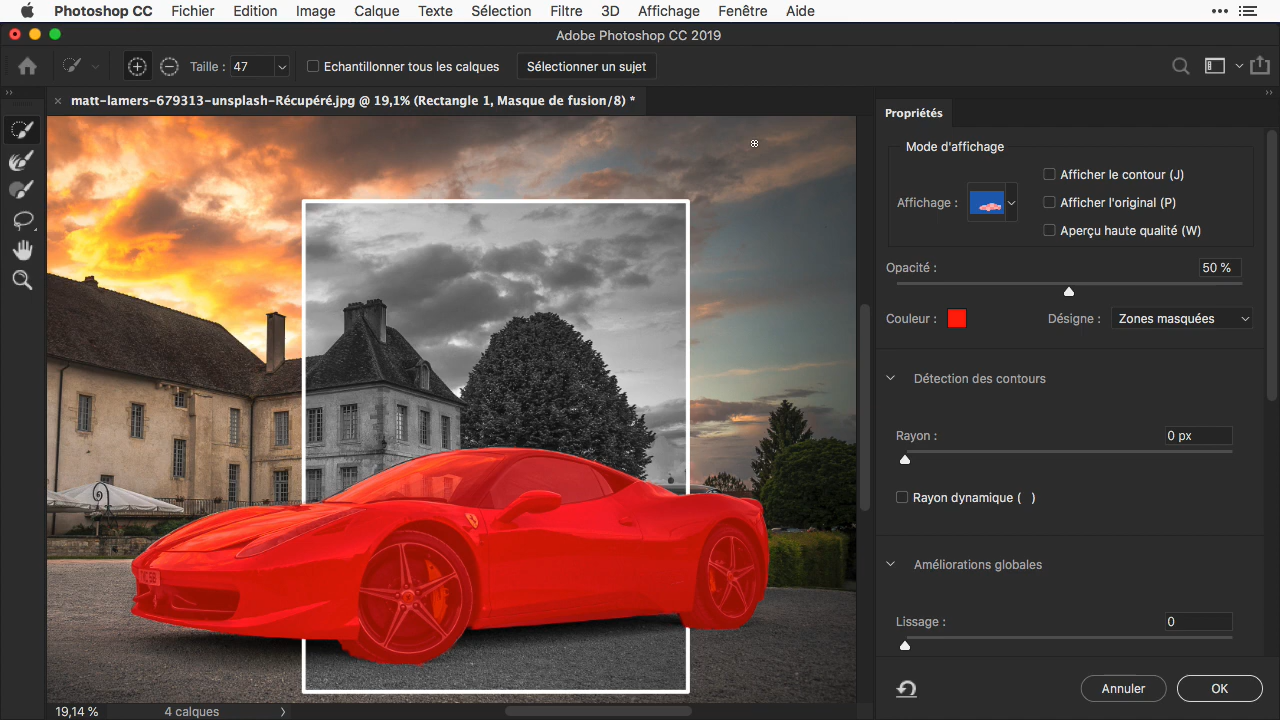 Photoshop CC Fichier Edition Image Calque Texte Sélection Filtre 3D Affichage Fenêtre Aide
Adobe Photoshop CC 2019
Taille : 47 Echantillonner tous les calques Sélectionner un sujet
× matt-lamers-679313-unsplash-Récupéré.jpg @ 19,1% (Rectangle 1, Masque de fusion/8) *
Propriétés
Mode d'affichage
Affichage :
Afficher le contour (J)
Afficher l'original (P)
Aperçu haute qualité (W)
Opacité : 50 %
Couleur : Désigne : Zones masquées
Détection des contours
Rayon : 0 px
Rayon dynamique ( )
Améliorations globales
Lissage : 0
Annuler OK
19,14 % 4 calques